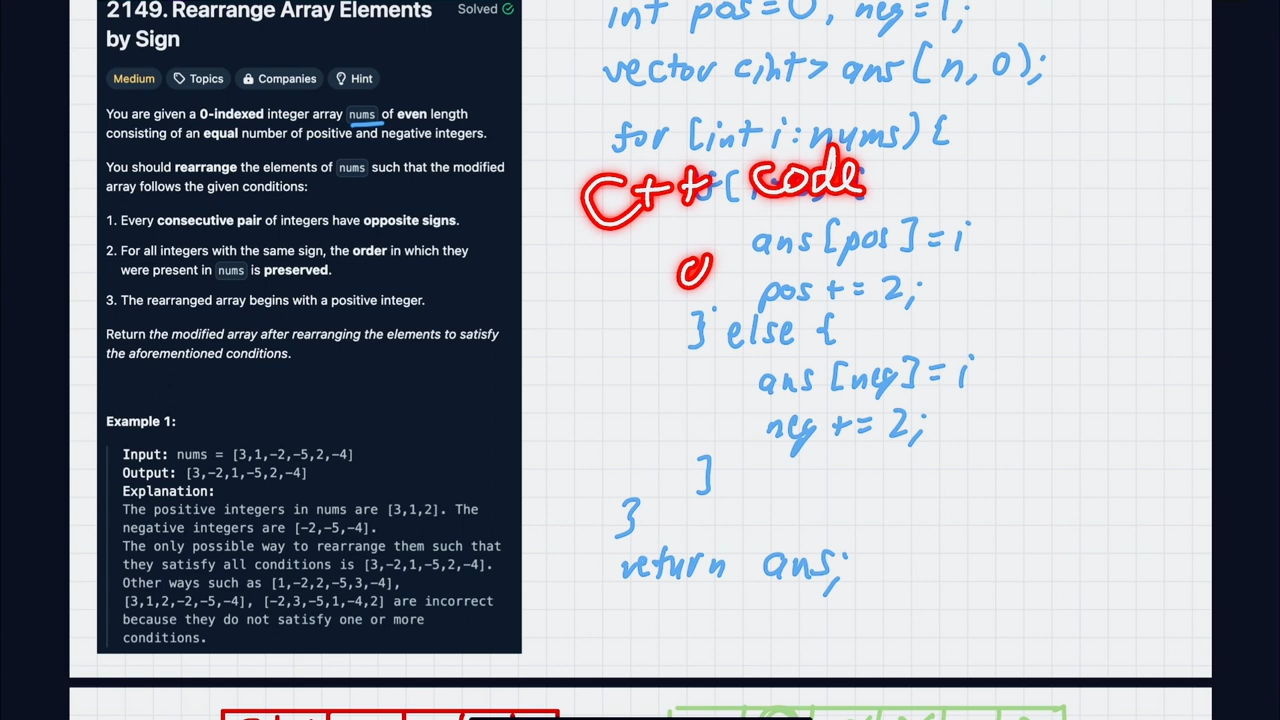 2149. Rearrange Array Elements
by Sign
Solved
Medium
Topics
Companies
Hint
You are given a 0-indexed integer array nums of even length
consisting of an equal number of positive and negative integers.
You should rearrange the elements of nums such that the modified
array follows the given conditions:
1. Every consecutive pair of integers have opposite signs.
2. For all integers with the same sign, the order in which they
were present in nums is preserved.
3. The rearranged array begins with a positive integer.
Return the modified array after rearranging the elements to satisfy
the aforementioned conditions.
Example 1:
Input: nums = [3,1,-2,-5,2,-4]
Output: [3,-2,1,-5,2,-4]
Explanation:
The positive integers in nums are [3,1,2]. The
negative integers are [-2,-5,-4].
The only possible way to rearrange them such that
they satisfy all conditions is [3,-2,1,-5,2,-4].
Other ways such as [1,-2,2,-5,3,-4],
[3,1,2,-2,-5,-4], [-2,3,-5,1,-4,2] are incorrect
because they do not satisfy one or more
conditions.
int pos=0, neg=1;
vector <int> ans(n, 0);
for (int i:nums) {
C++ code
ans[pos]=i
pos += 2;
} else {
ans [neg]=i
neg += 2;
}
}
return ans;